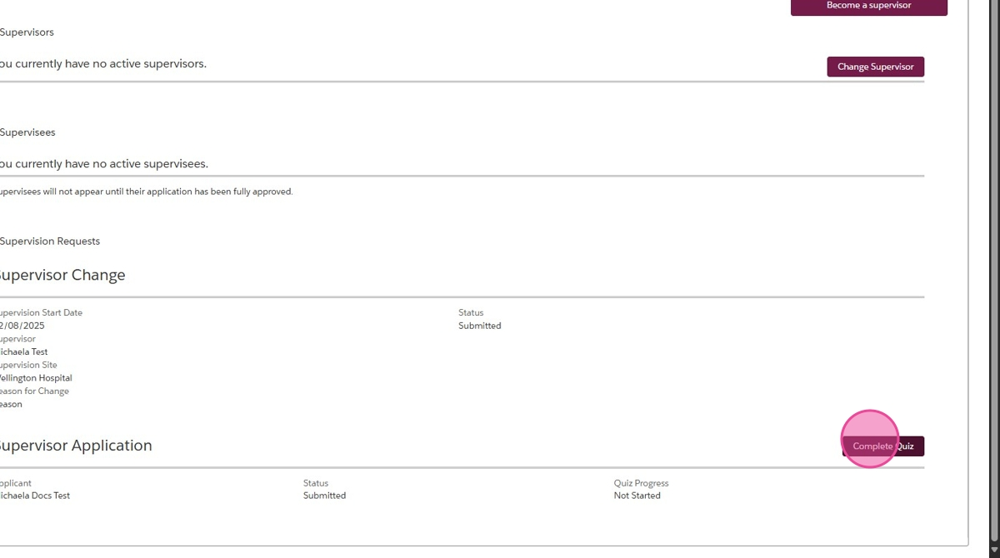 Become a supervisor
Supervisors
ou currently have no active supervisors.
Change Supervisor
Supervisees
ou currently have no active supervisees.
upervisees will not appear until their application has been fully approved.
Supervision Requests
upervisor Change
upervision Start Date
Status
2/08/2025
Submitted
upervisor
ichaela Test
upervision Site
ellington Hospital
eason for Change
eason
upervisor Application
Complete Quiz
pplicant
Status
Quiz Progress
ichaela Docs Test
Submitted
Not Started